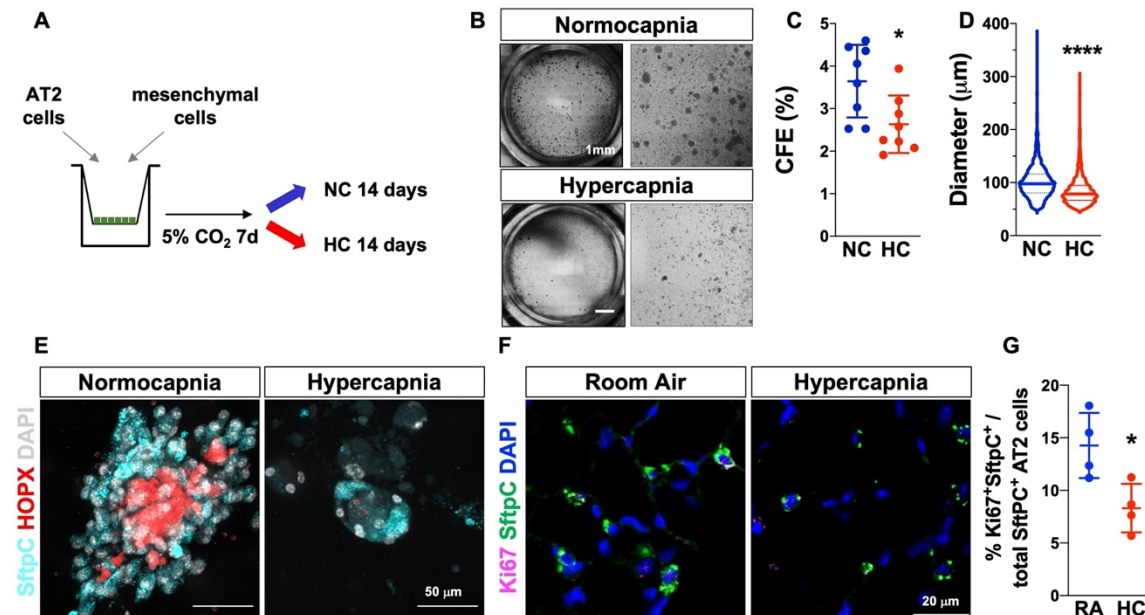 A
AT2
cells
mesenchymal
cells
5% CO₂ 7d
NC 14 days
HC 14 days
B
Normocapnia
1mm
Hypercapnia
C
CFE (%)
5
4
3
2
1
0
*
NC HC
D
Diameter (μm)
400
300
200
100
0
****
NC HC
E
Normocapnia
Hypercapnia
SftpC HOPX DAPI
50 μm
F
Room Air
Hypercapnia
Ki67 SftpC DAPI
20 μm
G
% Ki67⁺SftpC⁺ /
total SftPC⁺ AT2 cells
20
15
10
5
0
*
RA HC